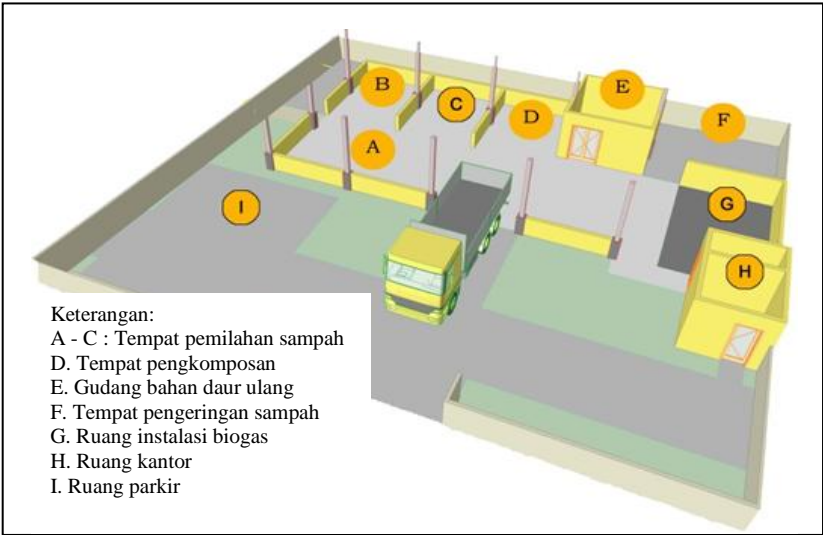 B
E
C
D
F
A
I
G
H
Keterangan:
A - C : Tempat pemilahan sampah
D. Tempat pengkomposan
E. Gudang bahan daur ulang
F. Tempat pengeringan sampah
G. Ruang instalasi biogas
H. Ruang kantor
I. Ruang parkir